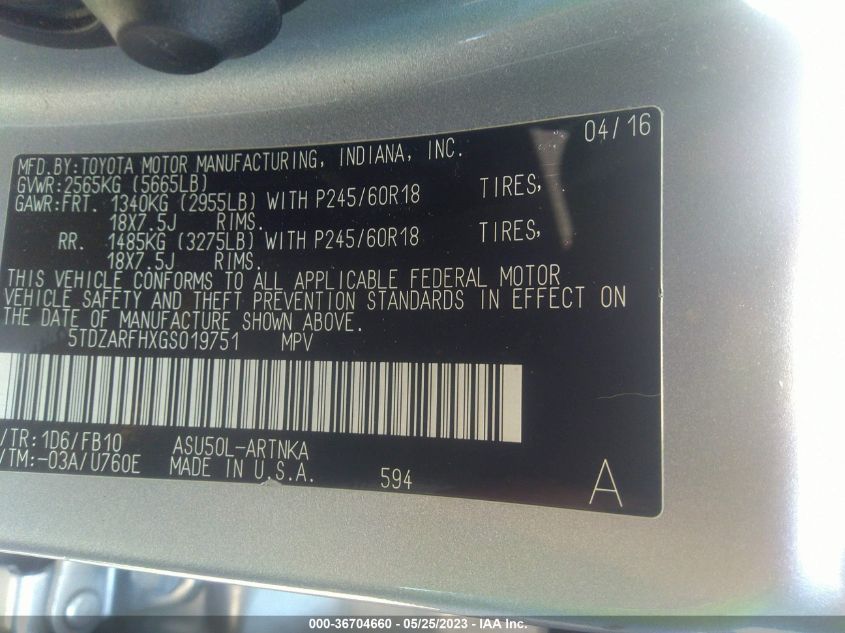 04/16
MFD.BY:TOYOTA MOTOR MANUFACTURING, INDIANA, INC.
GVWR:2565KG (5665LB)
GAWR:FRT. 1340KG (2955LB) WITH P245/60R18 TIRES,
18X7.5J RIMS.
RR. 1485KG (3275LB) WITH P245/60R18 TIRES,
18X7.5J RIMS.
THIS VEHICLE CONFORMS TO ALL APPLICABLE FEDERAL MOTOR
VEHICLE SAFETY AND THEFT PREVENTION STANDARDS IN EFFECT ON
THE DATE OF MANUFACTURE SHOWN ABOVE.
5TDZARFHXGS019751 MPV
/TR:1D6/FB10 ASU50L-ARTNKA
/TM:-03A/U760E MADE IN U.S.A. 594 A
000-36704660 - 05/25/2023 - IAA Inc.